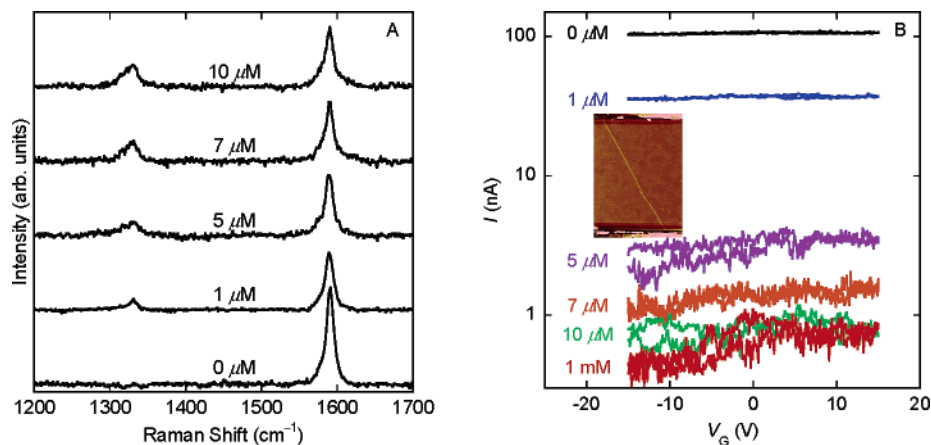 A
10 μM
7 μM
5 μM
1 μM
0 μM
Intensity (arb. units)
1200 1300 1400 1500 1600 1700
Raman Shift (cm⁻¹)
B
100
10
1
0 μM
1 μM
5 μM
7 μM
10 μM
1 mM
I (nA)
-20 -10 0 10 20
V_G (V)